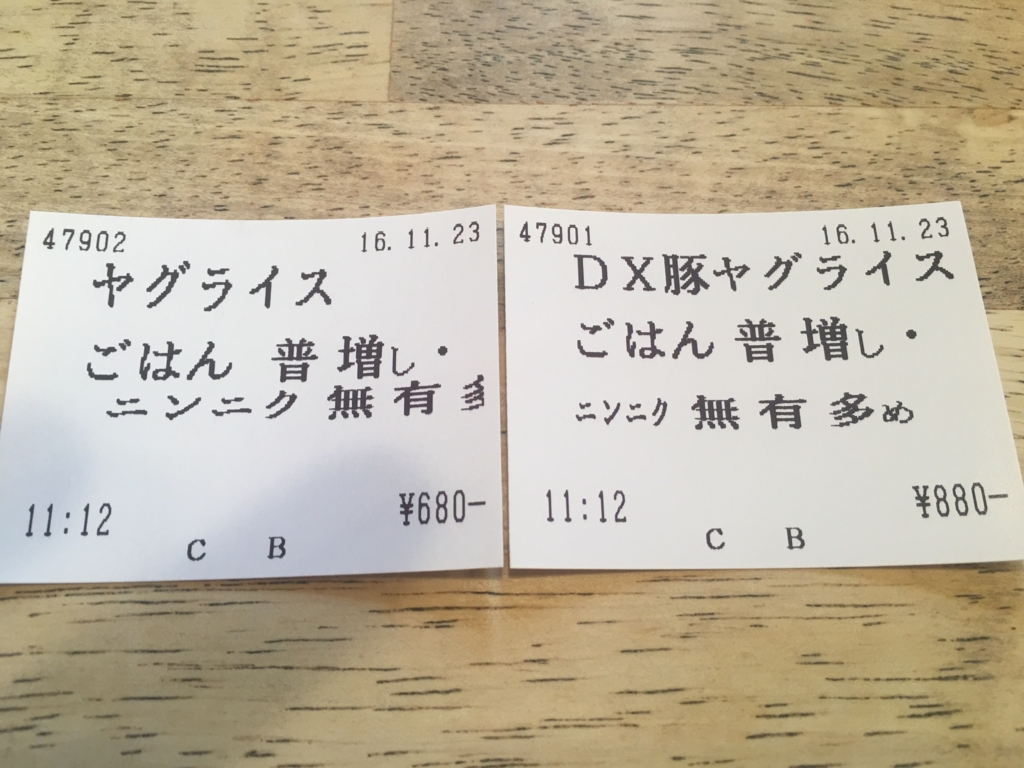 47902 16.11.23
ヤグライス
ごはん 普 増し・
ニンニク 無 有 多
11:12 ¥680-
C B
47901 16.11.23
DX豚ヤグライス
ごはん 普 増し・
ニンニク 無 有 多め
11:12 ¥880-
C B